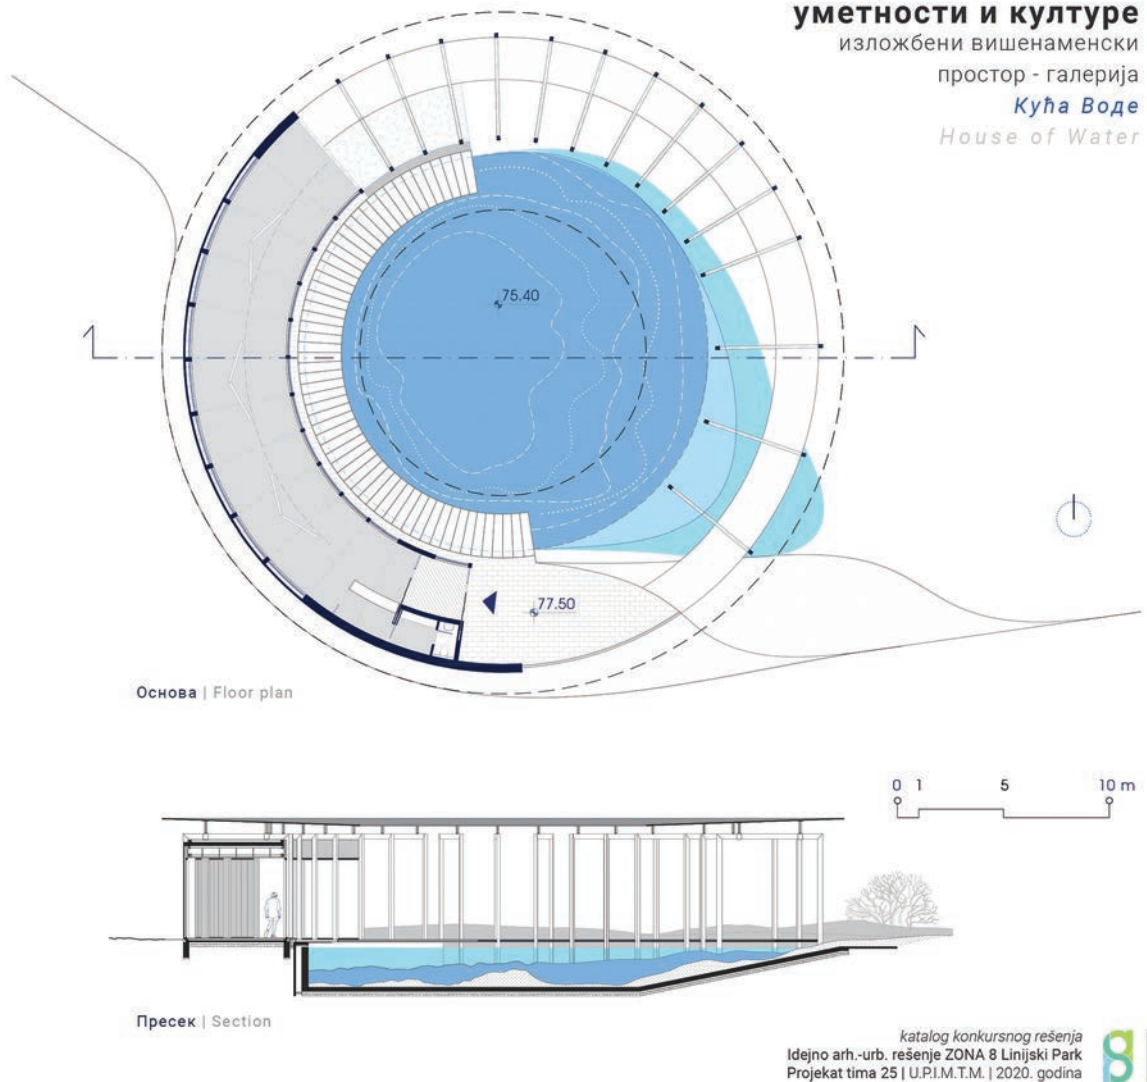 уметности и културе
изложбени вишенаменски
простор - галерија
Кућа Воде
House of Water
75.40
77.50
Основа | Floor plan
0 1 5 10 m
Пресек | Section
katalog konkursnog rešenja
Idejno arh.-urb. rešenje ZONA 8 Linijski Park
Projekat tima 25 | U.P.I.M.T.M. | 2020. godina